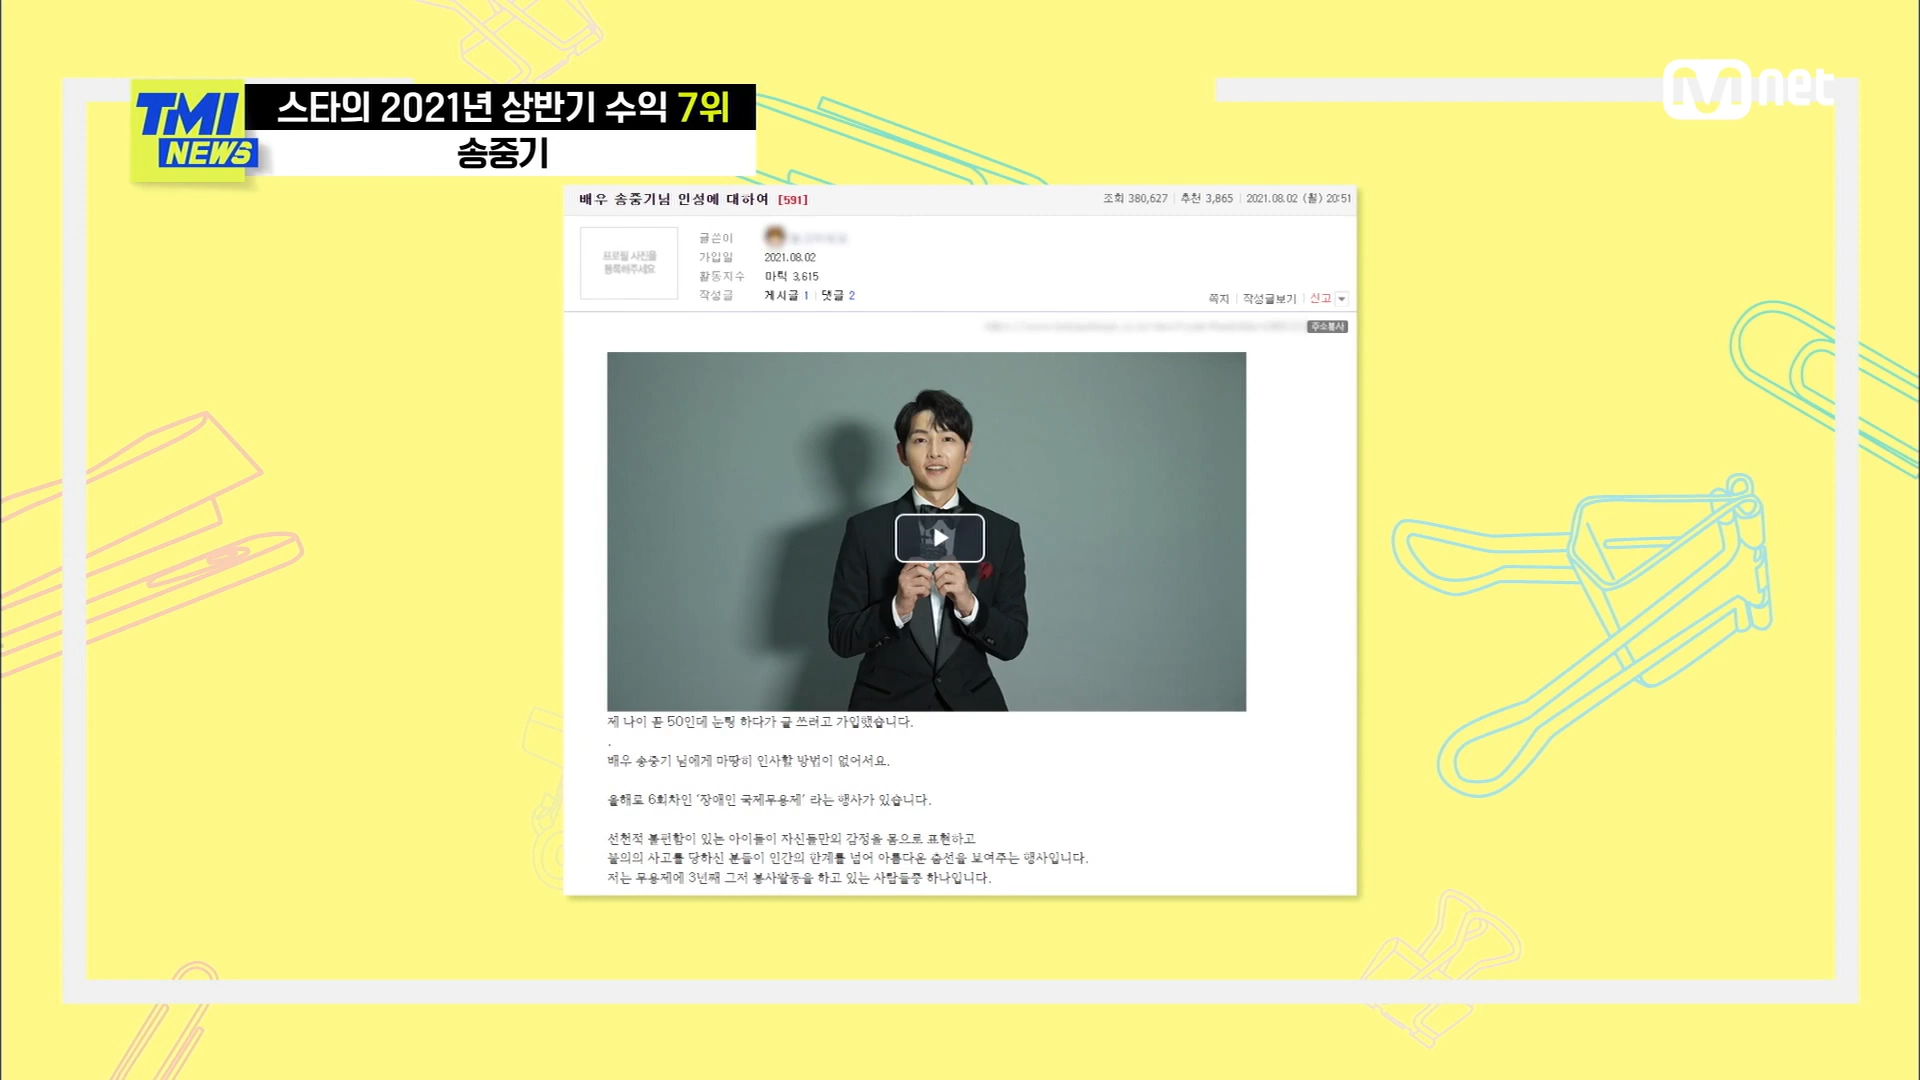 TMI NEWS
스타의 2021년 상반기 수익 7위
송중기
Mnet
배우 송중기님 인성에 대하여 [591]
조회 380,627 | 추천 3,865 | 2021.08.02 (월) 20:51
프로필 사진을
등록해주세요
글쓴이
가입일 2021.08.02
활동지수 마력 3,615
작성글 게시글 1 | 댓글 2
쪽지 | 작성글보기 | 신고
주소복사
제 나이 곧 50인데 눈팅 하다가 글 쓰려고 가입했습니다.
.
배우 송중기 님에게 마땅히 인사할 방법이 없어서요.
올해로 6회차인 '장애인 국제무용제' 라는 행사가 있습니다.
선천적 불편함이 있는 아이들이 자신들만의 감정을 몸으로 표현하고
불의의 사고를 당하신 분들이 인간의 한계를 넘어 아름다운 춤선을 보여주는 행사입니다.
저는 무용제에 3년째 그저 봉사활동을 하고 있는 사람들중 하나입니다.